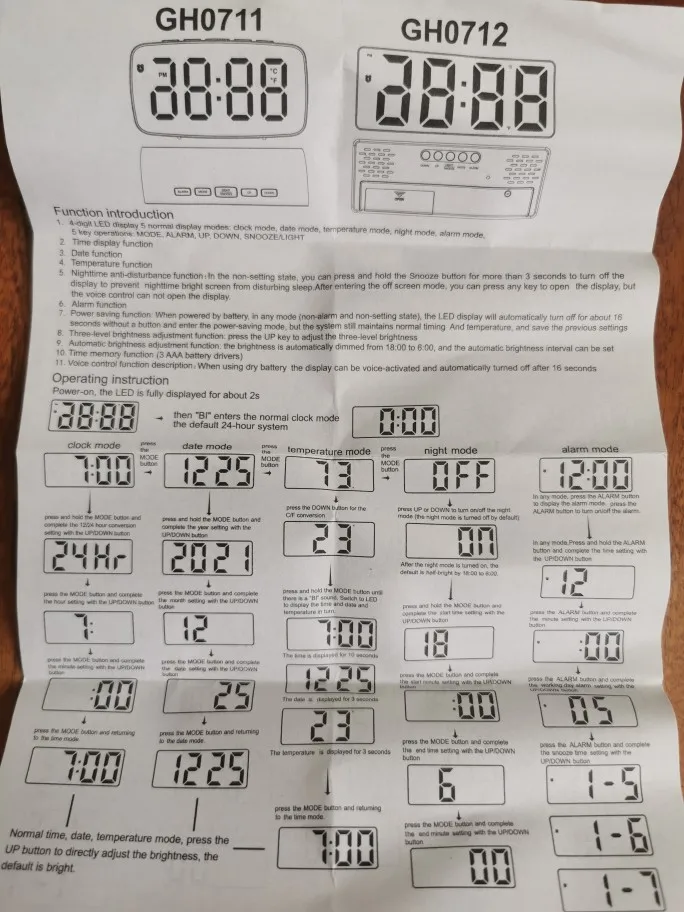 GH0711
GH0712
PM
°C
°F
28:88
28:88
Function introduction
1. 4-digit LED display 5 normal display modes: clock mode, date mode, temperature mode, night mode, alarm mode,
5 key operations: MODE, ALARM, UP, DOWN, SNOOZE/LIGHT
2. Time display function
3. Date function
4. Temperature function
5. Nighttime anti-disturbance function: In the non-setting state, you can press and hold the Snooze button for more than 3 seconds to turn off the
display to prevent nighttime bright screen from disturbing sleep.After entering the off screen mode, you can press any key to open the display, but
the voice control can not open the display.
6. Alarm function
7. Power saving function: When powered by battery, in any mode (non-alarm and non-setting state), the LED display will automatically turn off for about 16
seconds without a button and enter the power-saving mode, but the system still maintains normal timing And temperature, and save the previous settings
8. Three-level brightness adjustment function: press the UP key to adjust the three-level brightness
9. Automatic brightness adjustment function: the brightness is automatically dimmed from 18:00 to 6:00, and the automatic brightness interval can be set
10. Time memory function (3 AAA battery drivers)
11. Voice control function description: When using dry battery the display can be voice-activated and automatically turned off after 16 seconds
Operating instruction
Power-on, the LED is fully displayed for about 2s
28:88
then "BI" enters the normal clock mode
the default 24-hour system
0:00
clock mode
7:00
press and hold the MODE button and
complete the 12/24 hour conversion
setting with the UP/DOWN button
24Hr
press the MODE button and complete
the hour setting with the UP/DOWN button
7:
press the MODE button and complete
the minute setting with the UP/DOWN
button
:00
press the MODE button and returning
to the time mode.
7:00
press
the
MODE
button
date mode
12 25
press and hold the MODE button and
complete the year setting with the
UP/DOWN button
2021
press the MODE button and complete
the month setting with the UP/DOWN
button
12
press the MODE button and complete
the date setting with the UP/DOWN
button
25
press the MODE button and returning
to the date mode.
12 25
press
the
MODE
button
temperature mode
73
press the DOWN button for the
C/F conversion.
23
press and hold the MODE button until
there is a "BI" sound. Switch to LED
to display the time and date and
temperature in turn.
7:00
The time is displayed for 10 seconds
12 25
The date is displayed for 3 seconds
23
The temperature is displayed for 3 seconds
press the MODE button and returning
to the time mode.
7:00
press
the
MODE
button
night mode
OFF
press UP or DOWN to turn on/off the night
mode (the night mode is turned off by default)
ON
After the night mode is turned on, the
default is half-bright by 18:00 to 6:00.
press and hold the MODE button and
complete the start time setting with the
UP/DOWN button
18
press the MODE button and complete
the start minute setting with the UP/DOWN
button
:00
press the MODE button and complete
the end time setting with the UP/DOWN
button
6
press the MODE button and complete
the end minute setting with the UP/DOWN
button
00
alarm mode
12:00
In any mode, press the ALARM button
to display the alarm mode. press the
ALARM button to turn on/off the alarm.
In any mode,Press and hold the ALARM
button and complete the time setting with
the UP/DOWN button
12
press the ALARM button and complete
the minute setting with the UP/DOWN
button
:00
press the ALARM button and complete
the working day alarm setting with the
UP/DOWN button
05
press the ALARM button and complete
the snooze time setting with the
UP/DOWN button
1-5
1-6
1-7
Normal time, date, temperature mode, press the
UP button to directly adjust the brightness, the
default is bright.